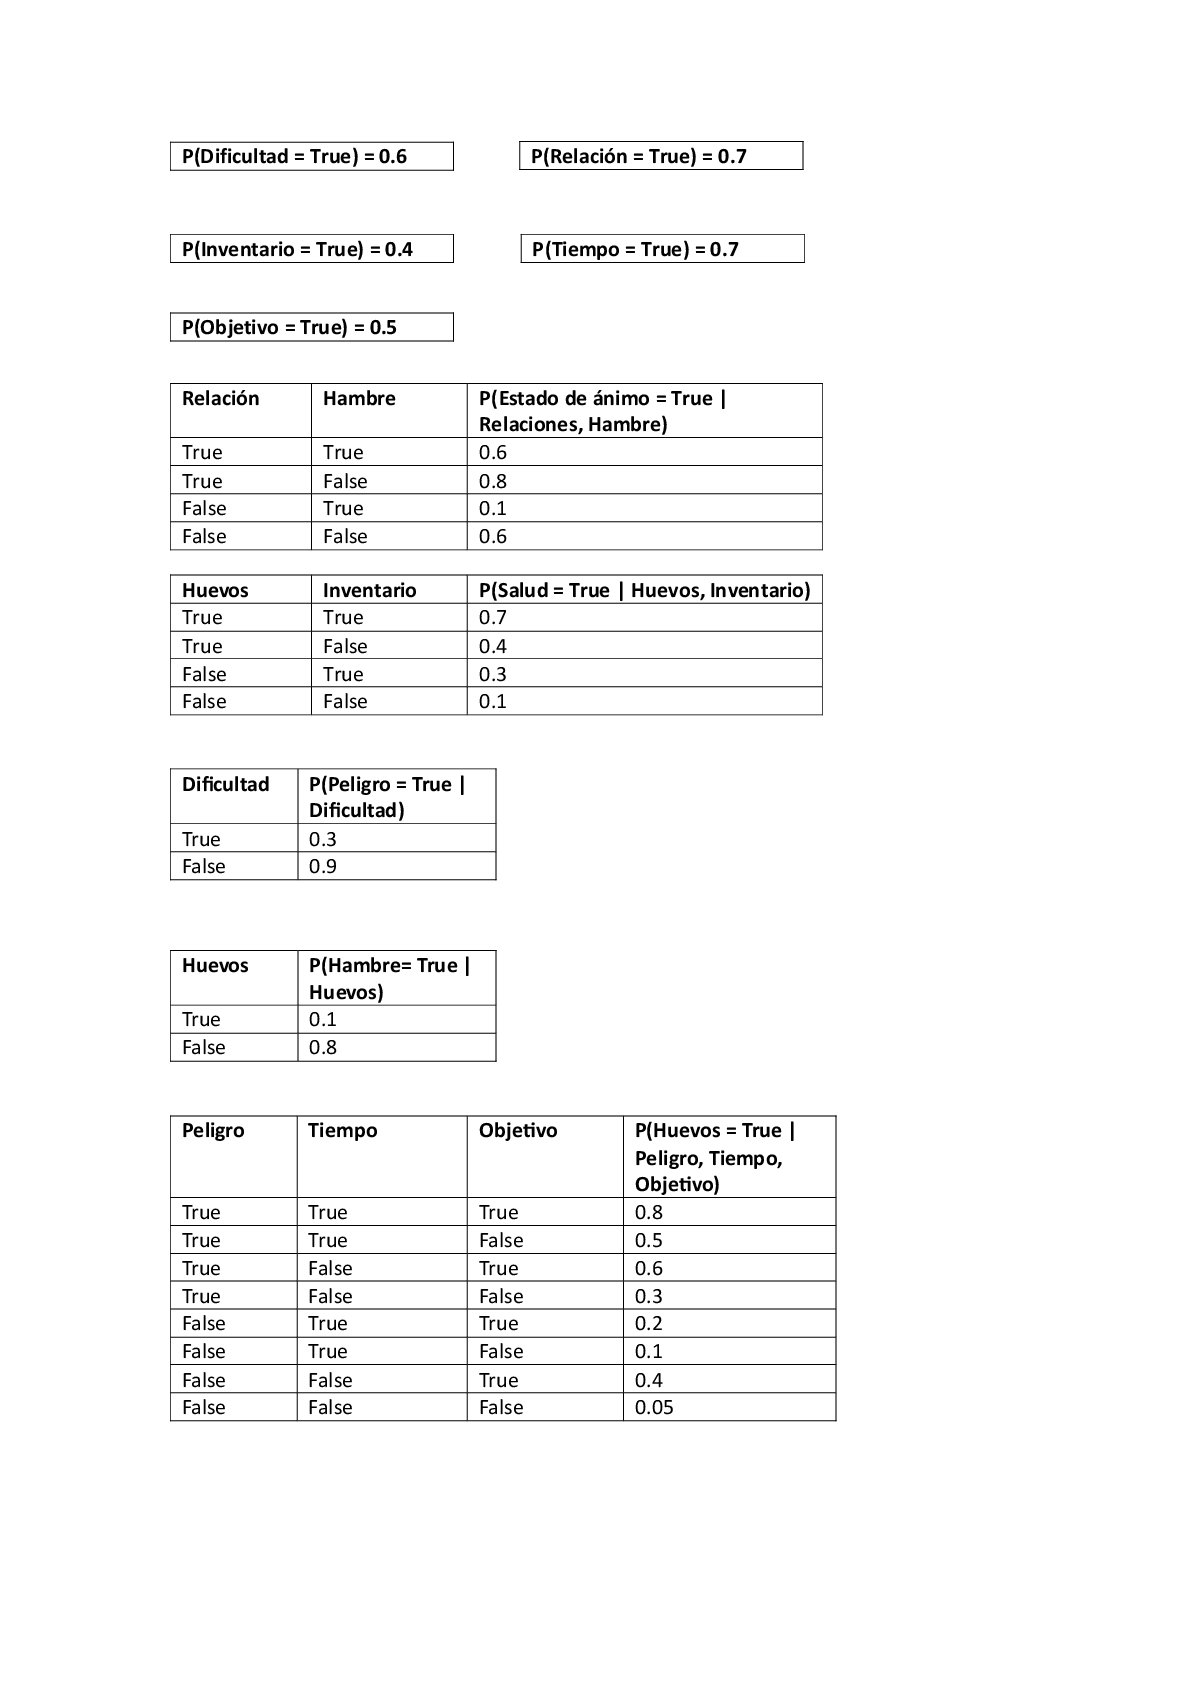 P(Dificultad = True) = 0.6 P(Relación = True) = 0.7
P(Inventario = True) = 0.4 P(Tiempo = True) = 0.7
P(Objetivo = True) = 0.5
Relación Hambre P(Estado de ánimo = True |
Relaciones, Hambre)
True True 0.6
True False 0.8
False True 0.1
False False 0.6
Huevos Inventario P(Salud = True | Huevos, Inventario)
True True 0.7
True False 0.4
False True 0.3
False False 0.1
Dificultad P(Peligro = True |
Dificultad)
True 0.3
False 0.9
Huevos P(Hambre= True |
Huevos)
True 0.1
False 0.8
Peligro Tiempo Objetivo P(Huevos = True |
Peligro, Tiempo,
Objetivo)
True True True 0.8
True True False 0.5
True False True 0.6
True False False 0.3
False True True 0.2
False True False 0.1
False False True 0.4
False False False 0.05